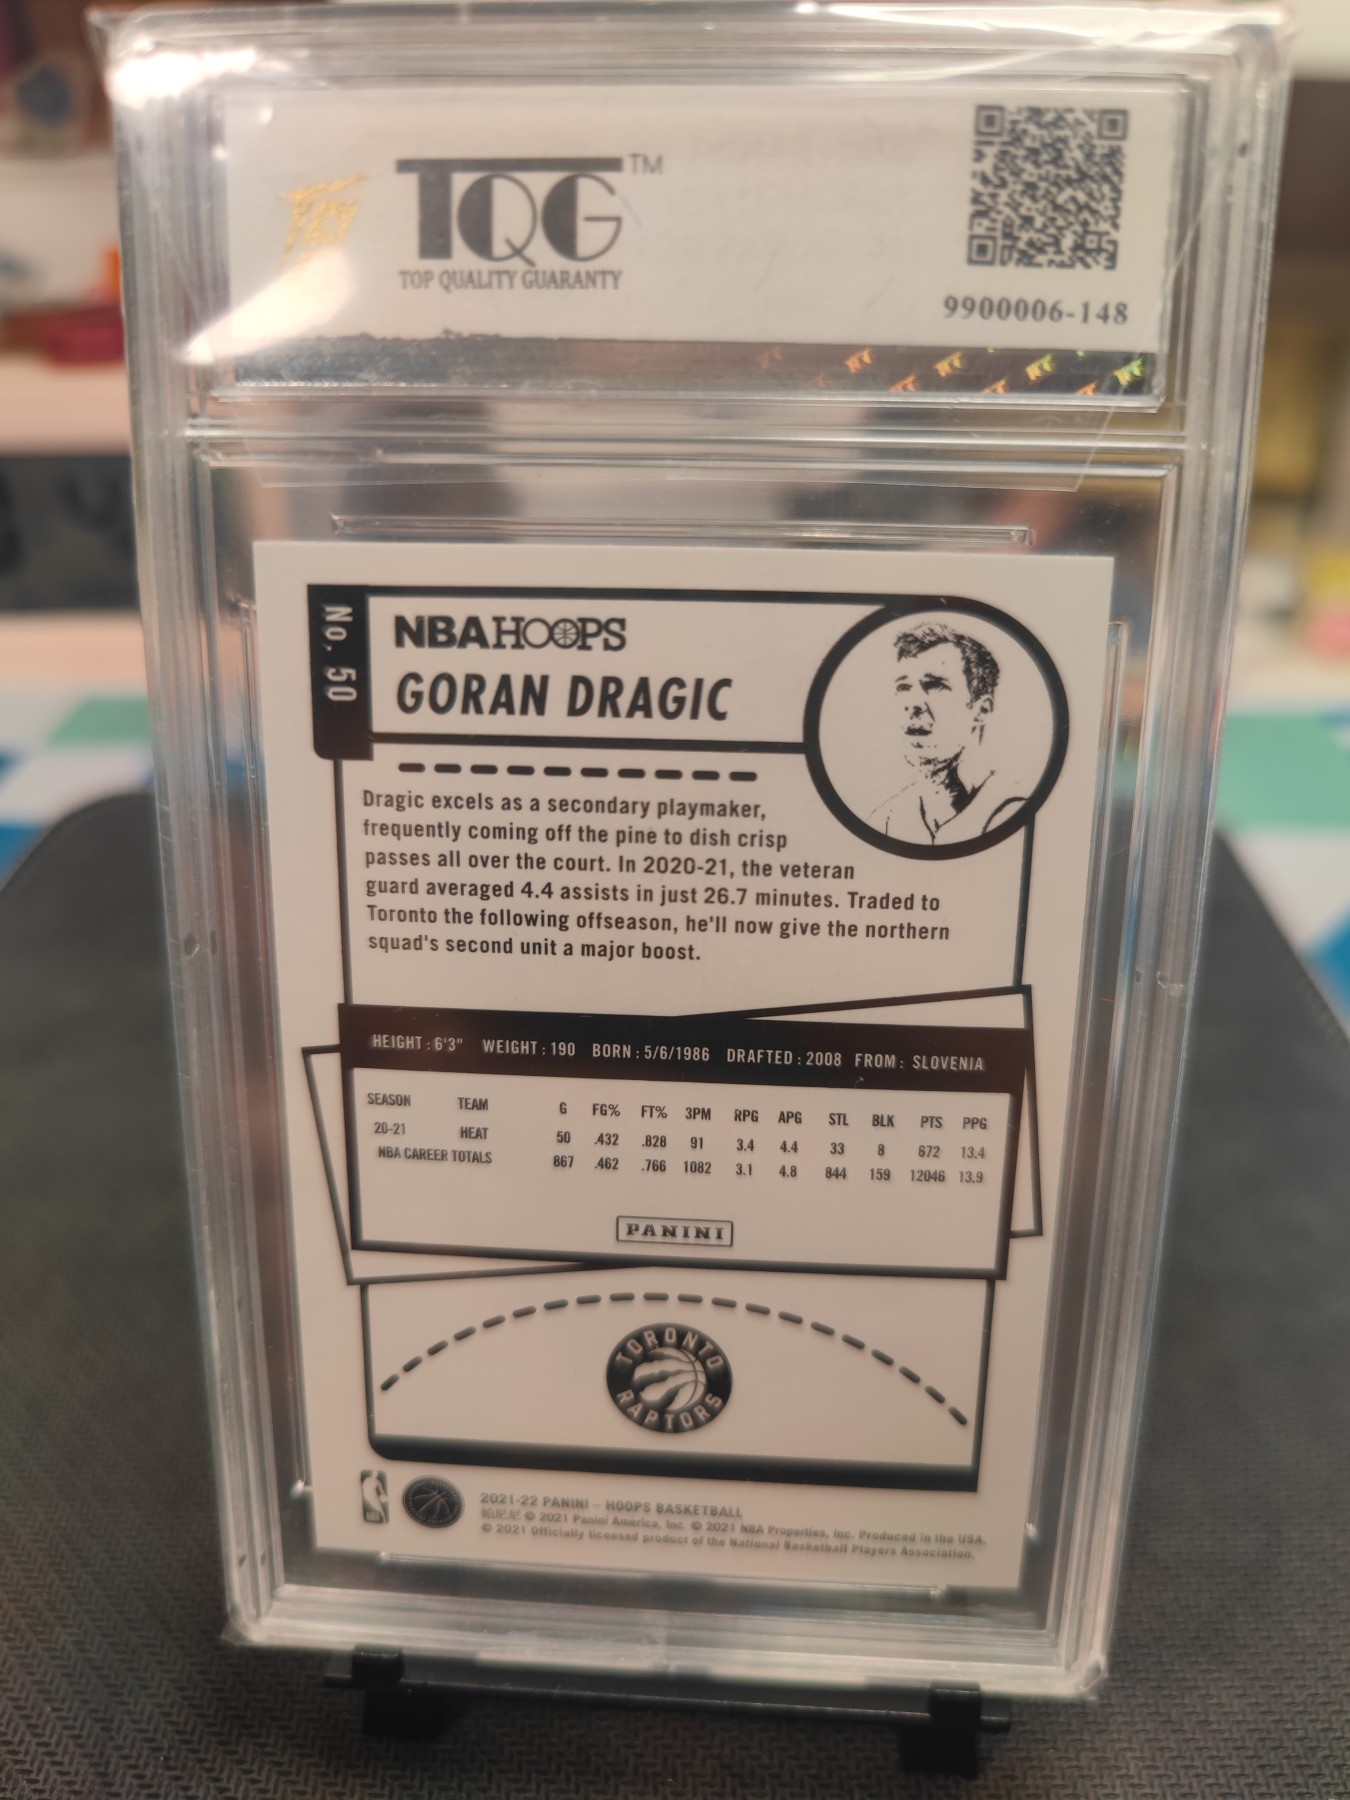 TQG™
TOP QUALITY GUARANTY
9900006-148
No. 50
NBA HOOPS
GORAN DRAGIC
Dragic excels as a secondary playmaker,
frequently coming off the pine to dish crisp
passes all over the court. In 2020-21, the veteran
guard averaged 4.4 assists in just 26.7 minutes. Traded to
Toronto the following offseason, he'll now give the northern
squad's second unit a major boost.
HEIGHT: 6'3" WEIGHT: 190 BORN: 5/6/1986 DRAFTED: 2008 FROM: SLOVENIA
SEASON TEAM G FG% FT% 3PM RPG APG STL BLK PTS PPG
20-21 HEAT 50 .432 .828 91 3.4 4.4 33 8 672 13.4
NBA CAREER TOTALS 867 .462 .766 1082 3.1 4.8 844 159 12046 13.9
PANINI
TORONTO
RAPTORS
2021-22 PANINI – HOOPS BASKETBALL
帕尼尼 © 2021 Panini America, Inc. © 2021 NBA Properties, Inc. Produced in the USA.
© 2021 Officially licensed product of the National Basketball Players Association.